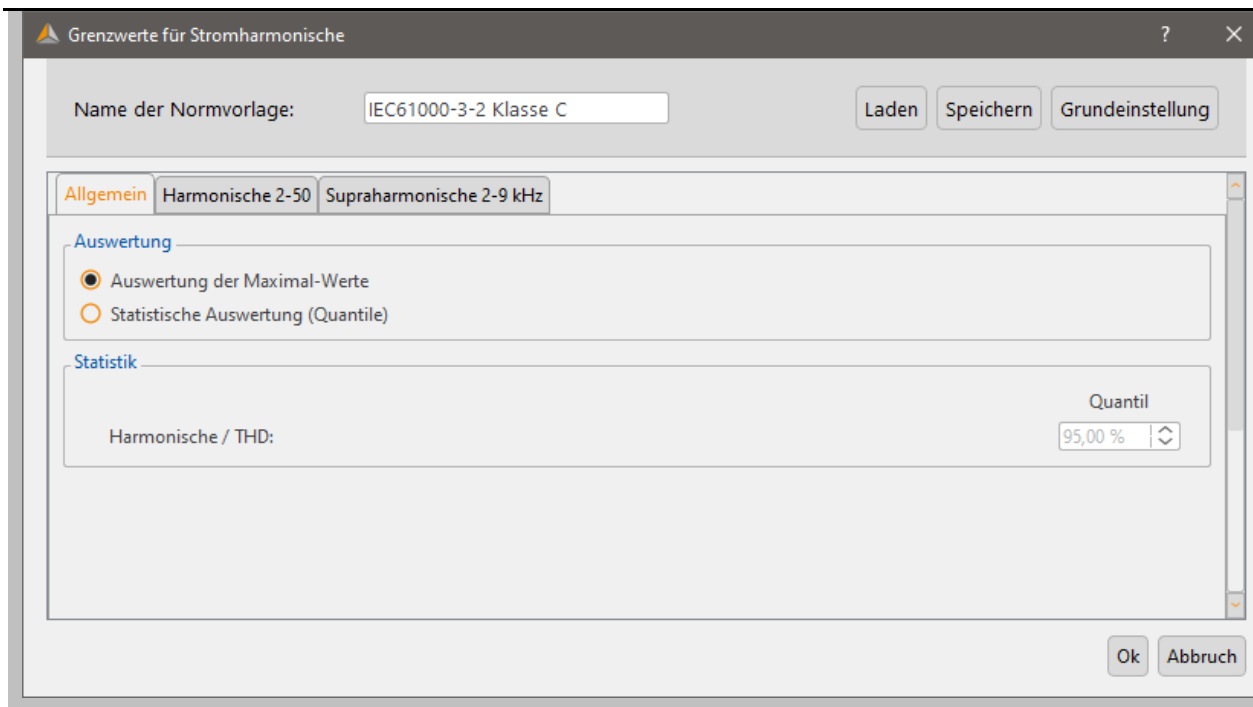 Grenzwerte für Stromharmonische ?
Name der Normvorlage: IEC61000-3-2 Klasse C Laden Speichern Grundeinstellung
Allgemein Harmonische 2-50 Supraharmonische 2-9 kHz
Auswertung
Auswertung der Maximal-Werte
Statistische Auswertung (Quantile)
Statistik
Quantil
Harmonische / THD: 95,00 %
Ok Abbruch